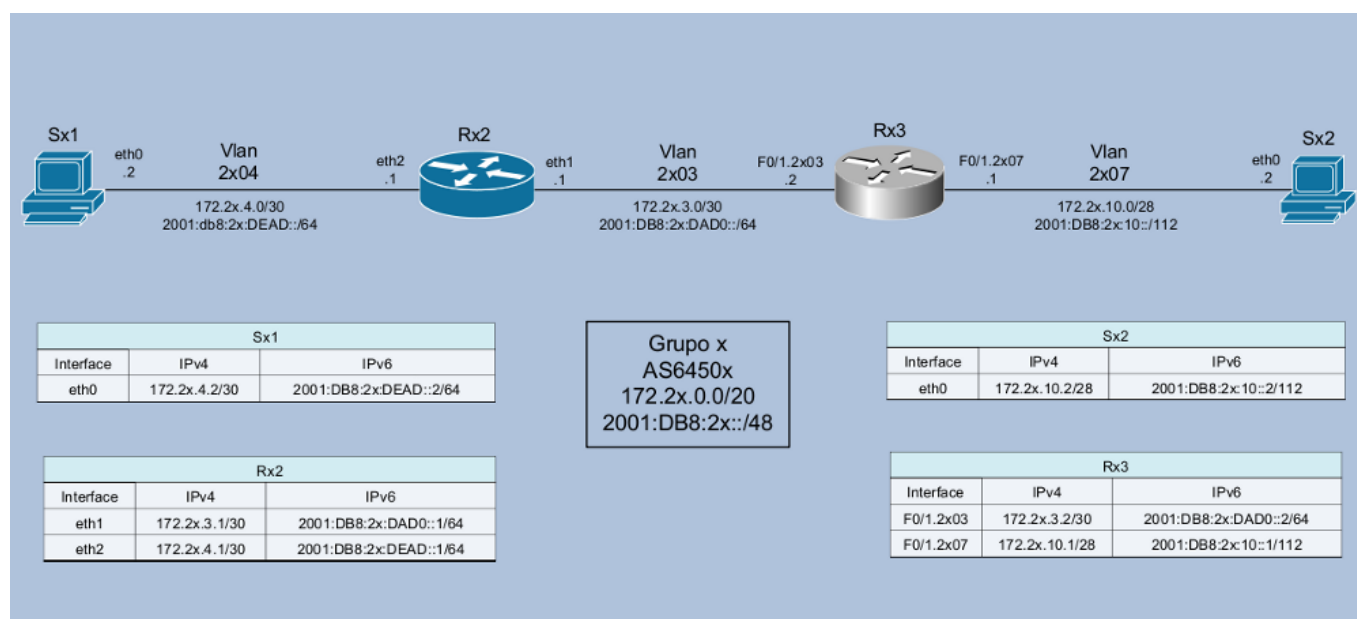 Sx1
eth0
.2
Vlan
2x04
172.2x.4.0/30
2001:db8:2x:DEAD::/64
eth2
.1
Rx2
eth1
.1
Vlan
2x03
172.2x.3.0/30
2001:DB8:2x:DAD0::/64
F0/1.2x03
.2
Rx3
F0/1.2x07
.1
Vlan
2x07
172.2x.10.0/28
2001:DB8:2x:10::/112
eth0
.2
Sx2
Sx1
Interface IPv4 IPv6
eth0 172.2x.4.2/30 2001:DB8:2x:DEAD::2/64
Rx2
Interface IPv4 IPv6
eth1 172.2x.3.1/30 2001:DB8:2x:DAD0::1/64
eth2 172.2x.4.1/30 2001:DB8:2x:DEAD::1/64
Grupo x
AS6450x
172.2x.0.0/20
2001:DB8:2x::/48
Sx2
Interface IPv4 IPv6
eth0 172.2x.10.2/28 2001:DB8:2x:10::2/112
Rx3
Interface IPv4 IPv6
F0/1.2x03 172.2x.3.2/30 2001:DB8:2x:DAD0::2/64
F0/1.2x07 172.2x.10.1/28 2001:DB8:2x:10::1/112